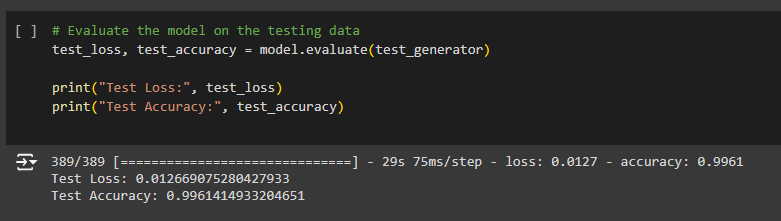 [ ] # Evaluate the model on the testing data
test_loss, test_accuracy = model.evaluate(test_generator)
print("Test Loss:", test_loss)
print("Test Accuracy:", test_accuracy)
389/389 [==============================] - 29s 75ms/step - loss: 0.0127 - accuracy: 0.9961
Test Loss: 0.012669075280427933
Test Accuracy: 0.9961414933204651